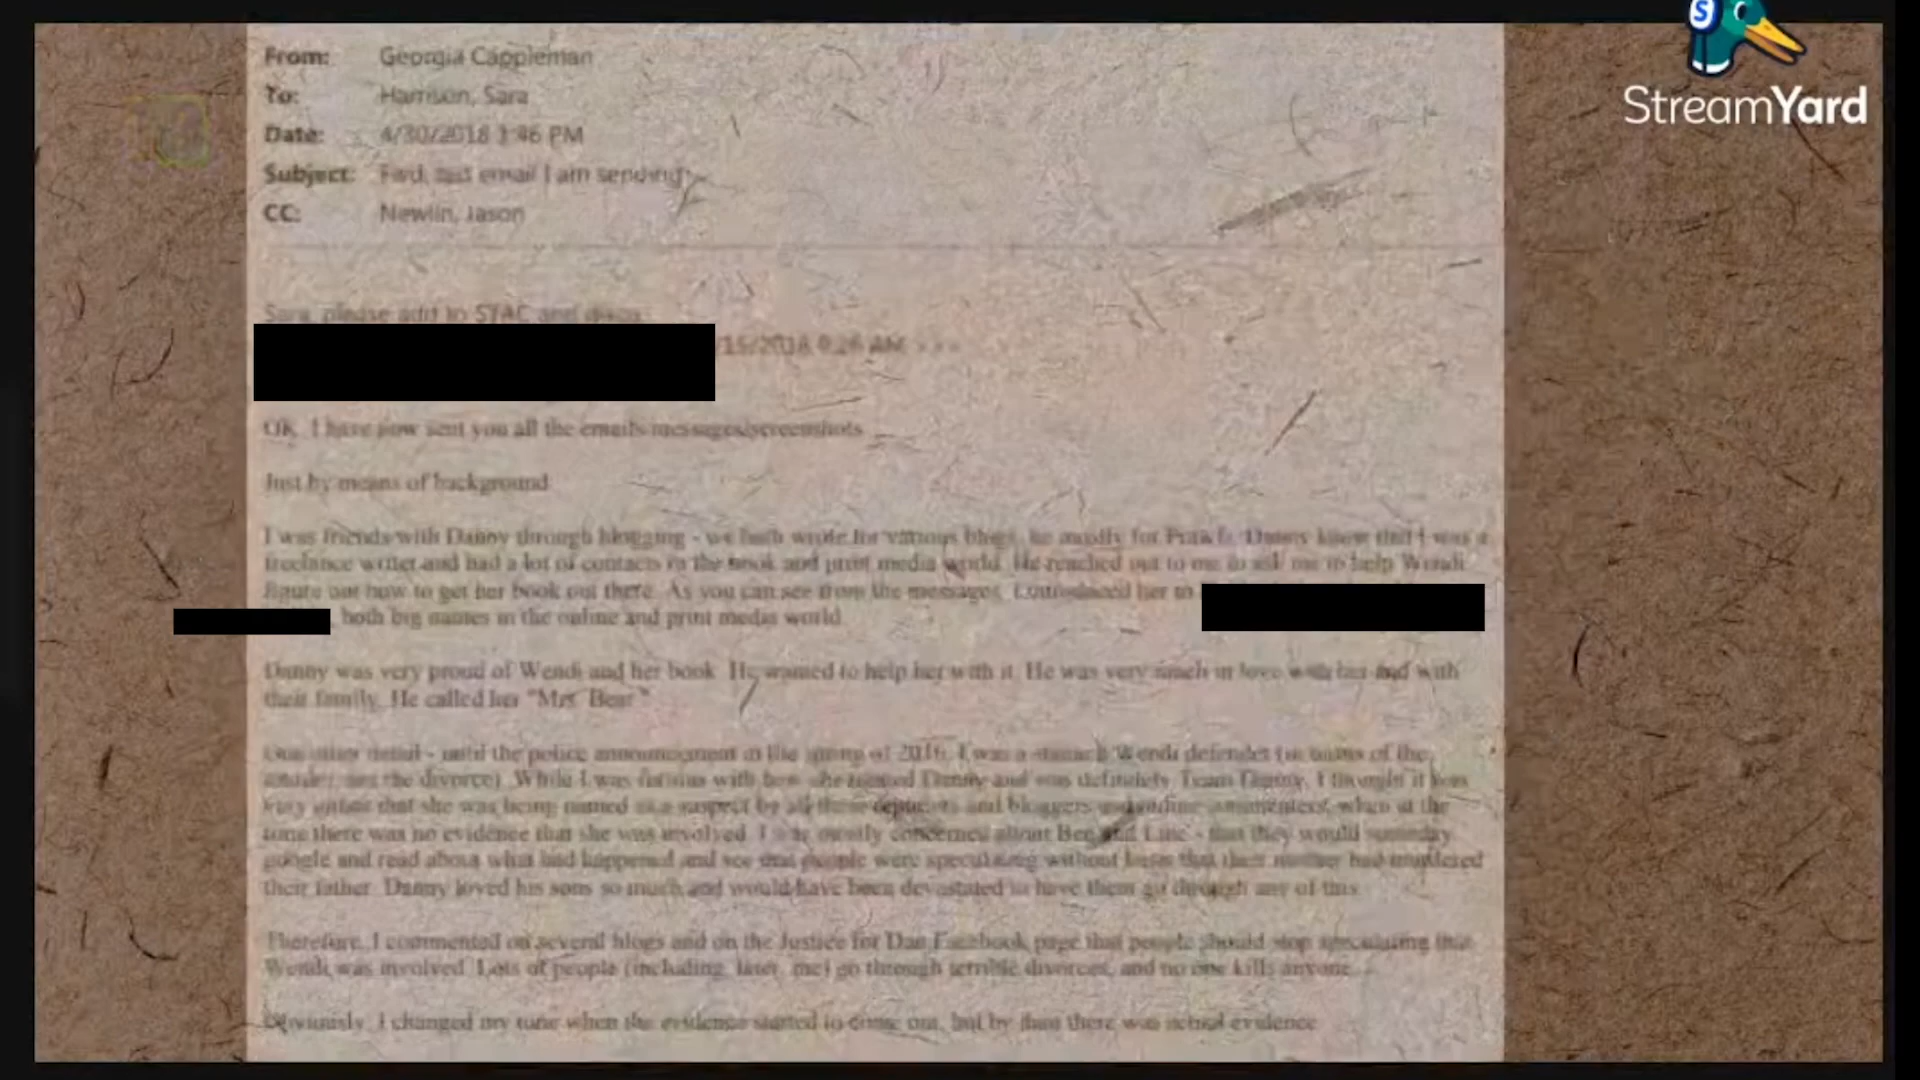 StreamYard
From: Georgia Cappleman
To: Harrison, Sara
Date: 4/30/2018 1:46 PM
Subject: Fwd: last email I am sending
CC: Newlin, Jason
Sara, please add to STAC and
/15/2018 9:26 AM
OK. I have now sent you all the emails/messages/screenshots
Just by means of background
I was friends with Danny through blogging - we both wrote for various blogs, he mostly for Prawfs. Danny knew that I was a
freelance writer and had a lot of contacts in the book and print media world. He reached out to me to ask me to help Wendi
figure out how to get her book out there. As you can see from the messages, I introduced her to
both big names in the online and print media world
Danny was very proud of Wendi and her book. He wanted to help her with it. He was very much in love with her and with
their family. He called her "Mrs. Bear"
One other detail - until the police announcement in the spring of 2016, I was a staunch Wendi defender (in terms of the
murder, not the divorce). While I was furious with how she treated Danny and was definitely Team Danny, I thought it was
very unfair that she was being named as a suspect by all these and bloggers and online commenters, when at the
time there was no evidence that she was involved. I was mostly concerned about Ben and Linc - that they would someday
google and read about what had happened and see that people were speculating without basis that their mother had murdered
their father. Danny loved his sons so much and would have been devastated to have them go through any of this
Therefore, I commented on several blogs and on the Justice for Dan Facebook page that people should stop speculating that
Wendi was involved. Lots of people (including, later, me) go through terrible divorces, and no one kills anyone
Obviously, I changed my tune when the evidence started to come out, but by then there was actual evidence